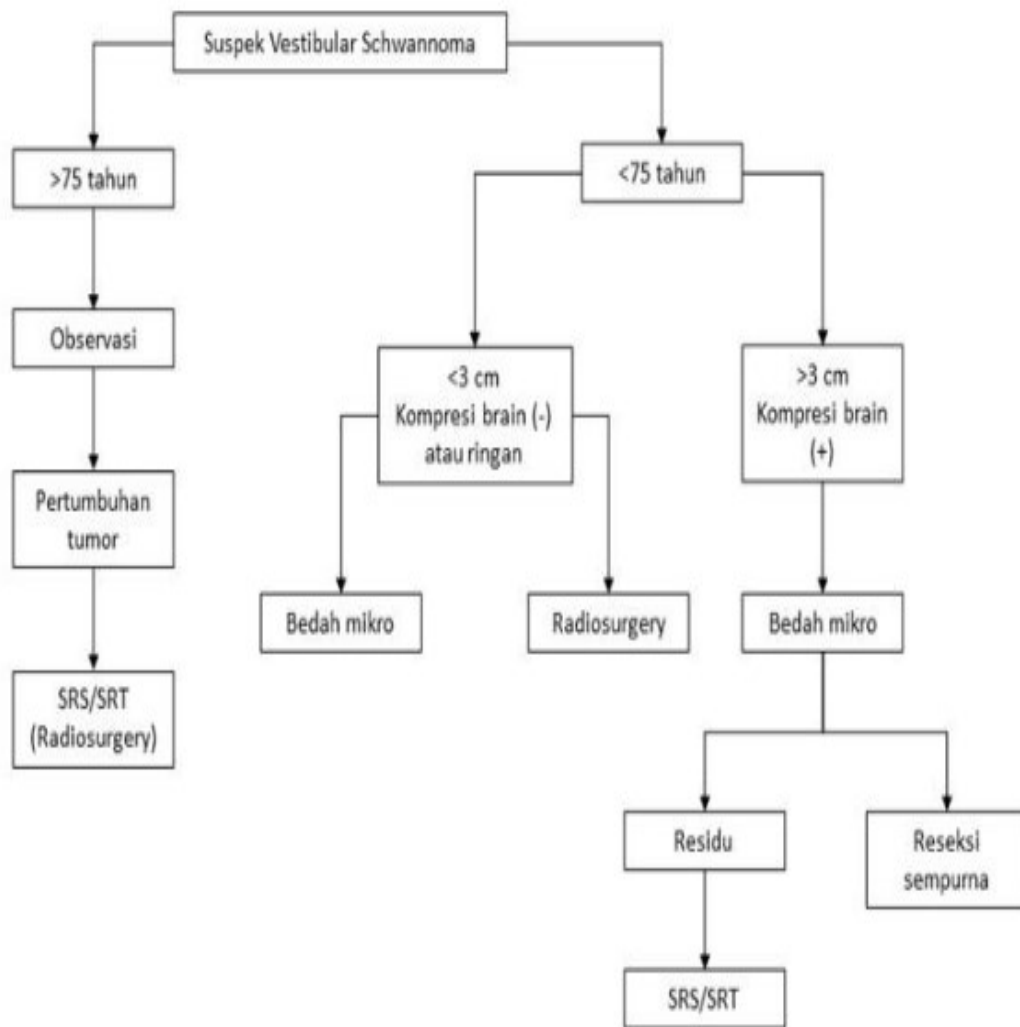 Suspek Vestibular Schwannoma
>75 tahun
<75 tahun
Observasi
<3 cm
Kompresi brain (-)
atau ringan
>3 cm
Kompresi brain
(+)
Pertumbuhan
tumor
Bedah mikro
Radiosurgery
Bedah mikro
SRS/SRT
(Radiosurgery)
Residu
Reseksi
sempurna
SRS/SRT